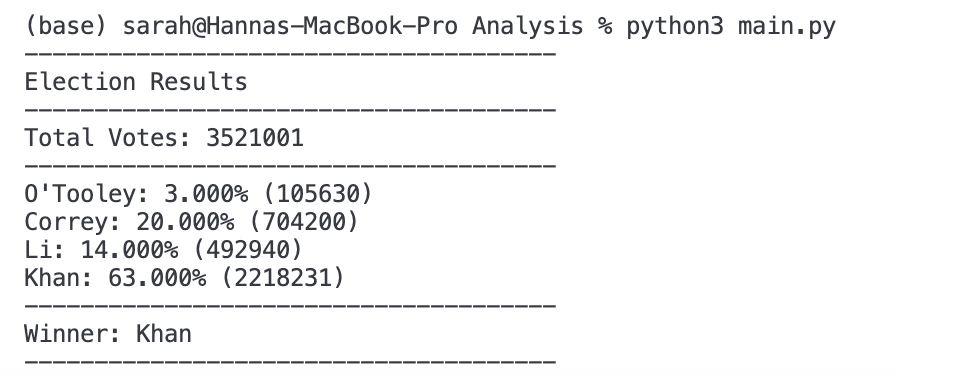 (base) sarah@Hannas-MacBook-Pro Analysis % python3 main.py
--------------------------------------
Election Results
--------------------------------------
Total Votes: 3521001
--------------------------------------
O'Tooley: 3.000% (105630)
Correy: 20.000% (704200)
Li: 14.000% (492940)
Khan: 63.000% (2218231)
--------------------------------------
Winner: Khan
--------------------------------------